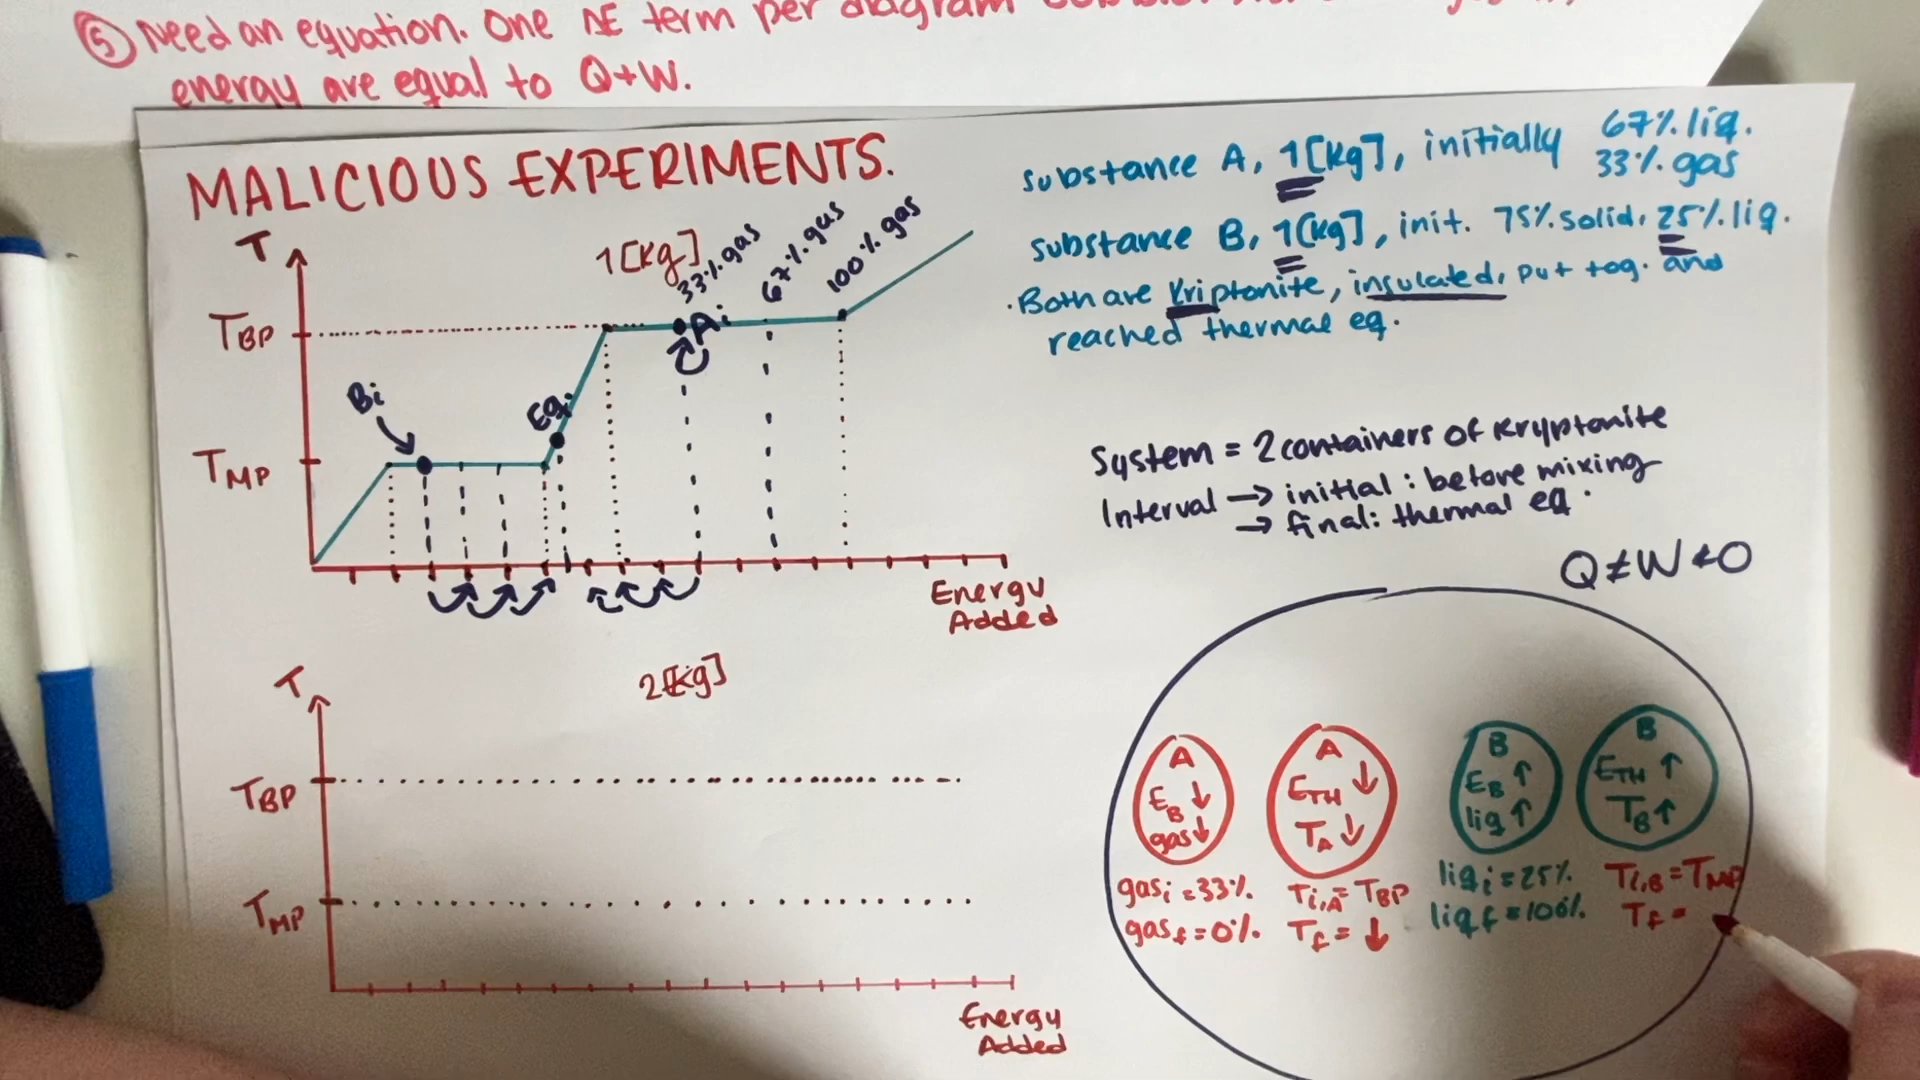 ⑤ Need an equation. One ΔE term per diagram
energy are equal to Q+W.
MALICIOUS EXPERIMENTS.
substance A, 1[kg], initially 67% liq.
33% gas
substance B, 1[kg], init. 75% solid, 25% liq.
· Both are kriptonite, insulated, put tog. and
reached thermal eq.
T
1[kg]
33% gas
67% gas
100% gas
TBP
Ai
Bi
Eq.
TMP
Energy
Added
System = 2 containers of Kryptonite
Interval → initial: before mixing
→ final: thermal eq.
Q≠W≠0
T
2[kg]
TBP
TMP
Energy
Added
A
EB ↓
gas ↓
A
ETH ↓
TA ↓
B
EB ↑
liq ↑
B
ETH ↑
TB ↑
gasi = 33%
gasf = 0%
Ti,A = TBP
Tf = ↓
liqi = 25%
liqf = 100%
Ti,B = TMP
Tf =